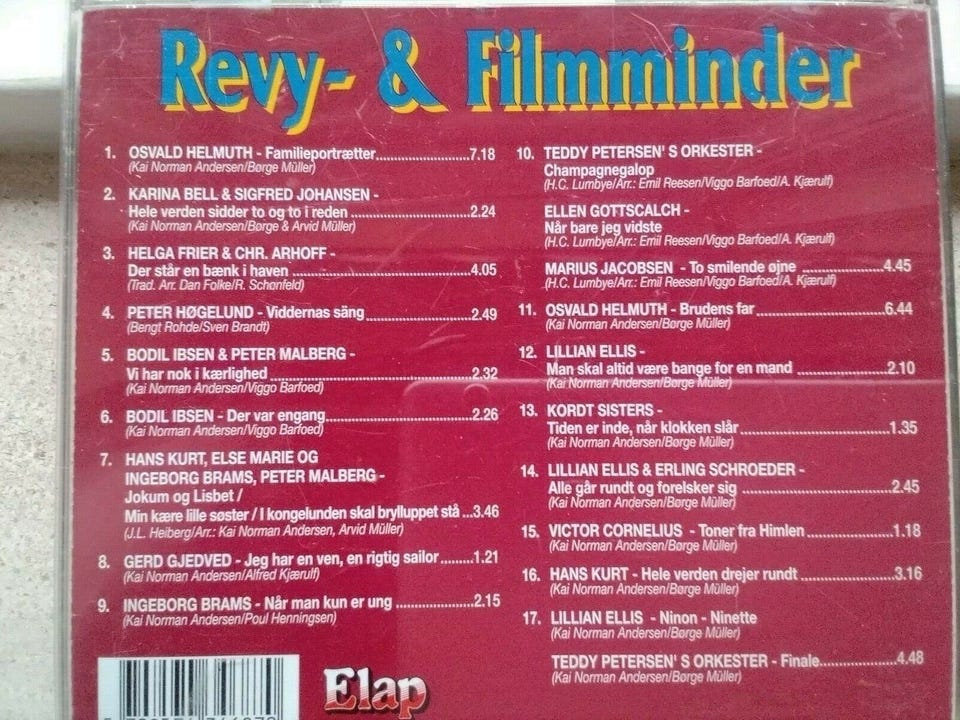 Revy- & Filmminder
1. OSVALD HELMUTH - Familieportrætter..........7.18
(Kai Norman Andersen/Børge Müller)
2. KARINA BELL & SIGFRED JOHANSEN -
Hele verden sidder to og to i reden..........2.24
(Kai Norman Andersen/Børge & Arvid Müller)
3. HELGA FRIER & CHR. ARHOFF -
Der står en bænk i haven..........4.05
(Trad. Arr. Dan Folke/R. Schønfeld)
4. PETER HØGELUND - Viddernas säng..........2.49
(Bengt Rohde/Sven Brandt)
5. BODIL IBSEN & PETER MALBERG -
Vi har nok i kærlighed..........2.32
(Kai Norman Andersen/Viggo Barfoed)
6. BODIL IBSEN - Der var engang..........2.26
(Kai Norman Andersen/Viggo Barfoed)
7. HANS KURT, ELSE MARIE OG
INGEBORG BRAMS, PETER MALBERG -
Jokum og Lisbet /
Min kære lille søster / I kongelunden skal brylluppet stå ...3.46
(J.L. Heiberg/Arr.: Kai Norman Andersen, Arvid Müller)
8. GERD GJEDVED - Jeg har en ven, en rigtig sailor........1.21
(Kai Norman Andersen/Alfred Kjærulf)
9. INGEBORG BRAMS - Når man kun er ung..........2.15
(Kai Norman Andersen/Poul Henningsen)
10. TEDDY PETERSEN' S ORKESTER -
Champagnegalop
(H.C. Lumbye/Arr.: Emil Reesen/Viggo Barfoed/A. Kjærulf)
ELLEN GOTTSCALCH -
Når bare jeg vidste
(H.C. Lumbye/Arr.: Emil Reesen/Viggo Barfoed/A. Kjærulf)
MARIUS JACOBSEN - To smilende øjne..........4.45
(H.C. Lumbye/Arr.: Emil Reesen/Viggo Barfoed/A. Kjærulf)
11. OSVALD HELMUTH - Brudens far..........6.44
(Kai Norman Andersen/Børge Müller)
12. LILLIAN ELLIS -
Man skal altid være bange for en mand..........2.10
(Kai Norman Andersen/Børge Müller)
13. KORDT SISTERS -
Tiden er inde, når klokken slår..........1.35
(Kai Norman Andersen/Børge Müller)
14. LILLIAN ELLIS & ERLING SCHROEDER -
Alle går rundt og forelsker sig..........2.45
(Kai Norman Andersen/Børge Müller)
15. VICTOR CORNELIUS - Toner fra Himlen..........1.18
(Kai Norman Andersen/Børge Müller)
16. HANS KURT - Hele verden drejer rundt..........3.16
(Kai Norman Andersen/Børge Müller)
17. LILLIAN ELLIS - Ninon - Ninette
(Kai Norman Andersen/Børge Müller)
TEDDY PETERSEN' S ORKESTER - Finale..........4.48
(Kai Norman Andersen/Børge Müller)
Elap